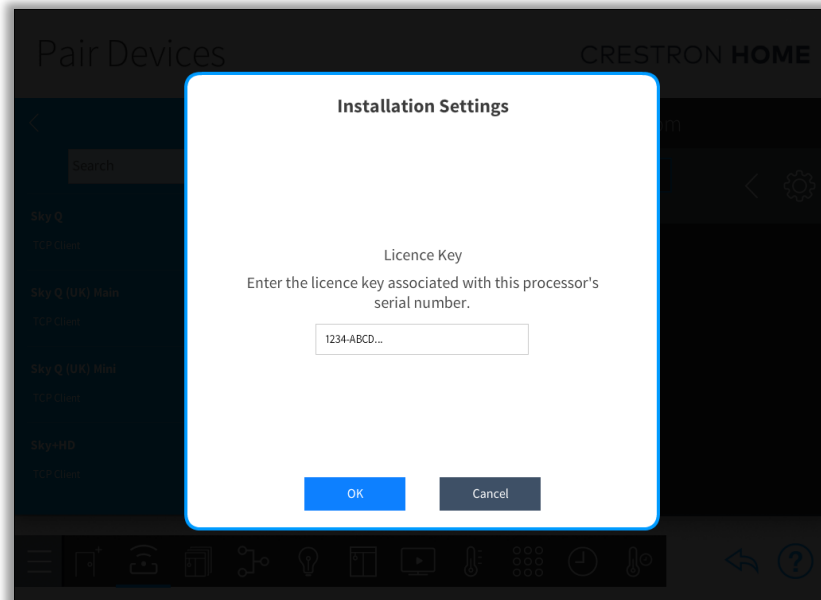 Pair Devices
CRESTRON HOME
Installation Settings
Search
Sky Q
TCP Client
Sky Q (UK) Main
TCP Client
Sky Q (UK) Mini
TCP Client
Sky+HD
TCP Client
Licence Key
Enter the licence key associated with this processor's
serial number.
1234-ABCD...
OK
Cancel
?